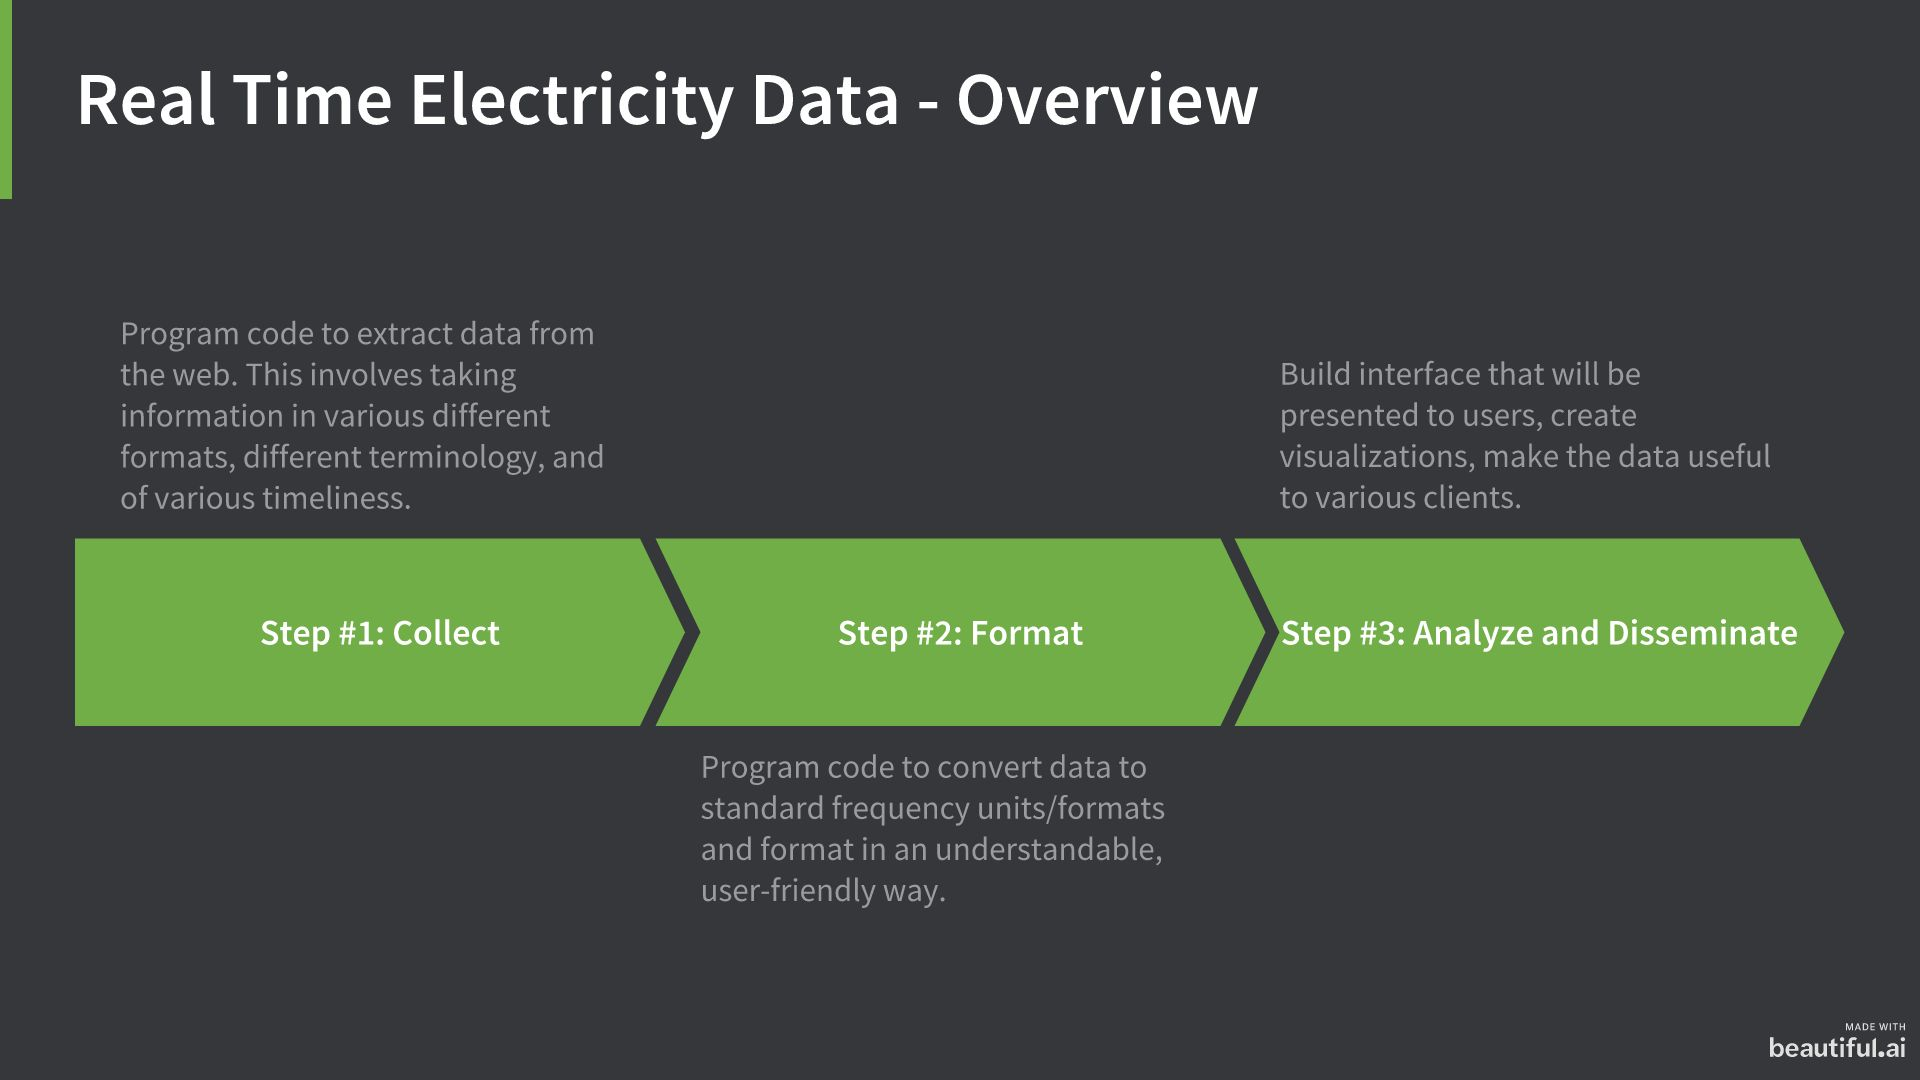 Real Time Electricity Data - Overview
Program code to extract data from
the web. This involves taking
information in various different
formats, different terminology, and
of various timeliness.
Build interface that will be
presented to users, create
visualizations, make the data useful
to various clients.
Step #1: Collect
Step #2: Format
Step #3: Analyze and Disseminate
Program code to convert data to
standard frequency units/formats
and format in an understandable,
user-friendly way.
MADE WITH
beautiful.ai